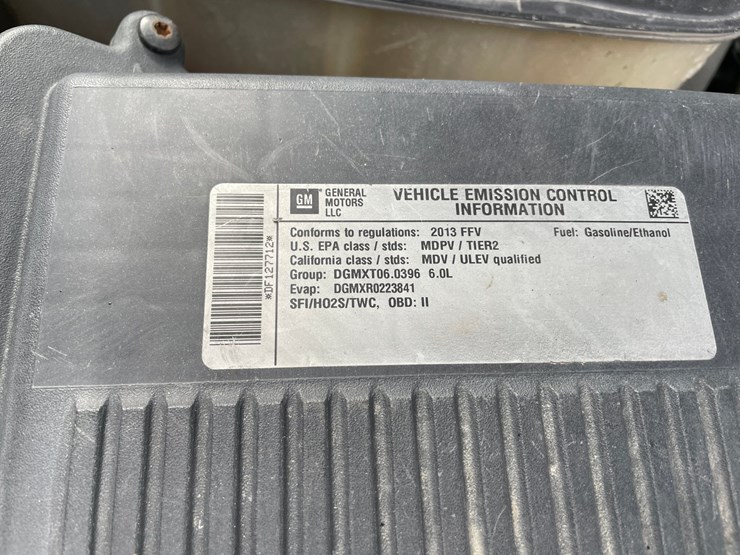 *DF127712*
GM GENERAL MOTORS LLC
VEHICLE EMISSION CONTROL
INFORMATION
Conforms to regulations: 2013 FFV Fuel: Gasoline/Ethanol
U.S. EPA class / stds: MDPV / TIER2
California class / stds: MDV / ULEV qualified
Group: DGMXT06.0396 6.0L
Evap: DGMXR0223841
SFI/HO2S/TWC, OBD: II